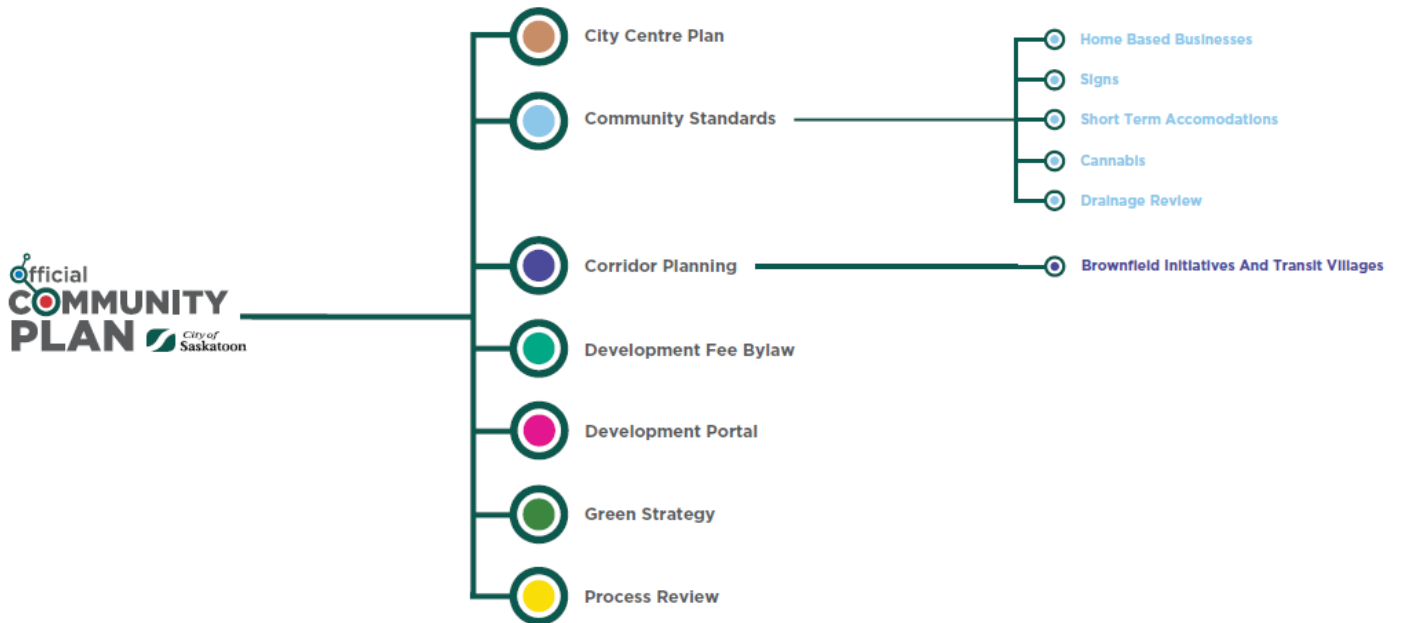 Official
COMMUNITY
PLAN
City of
Saskatoon
City Centre Plan
Community Standards
Home Based Businesses
Signs
Short Term Accomodations
Cannabis
Drainage Review
Corridor Planning
Brownfield Initiatives And Transit Villages
Development Fee Bylaw
Development Portal
Green Strategy
Process Review